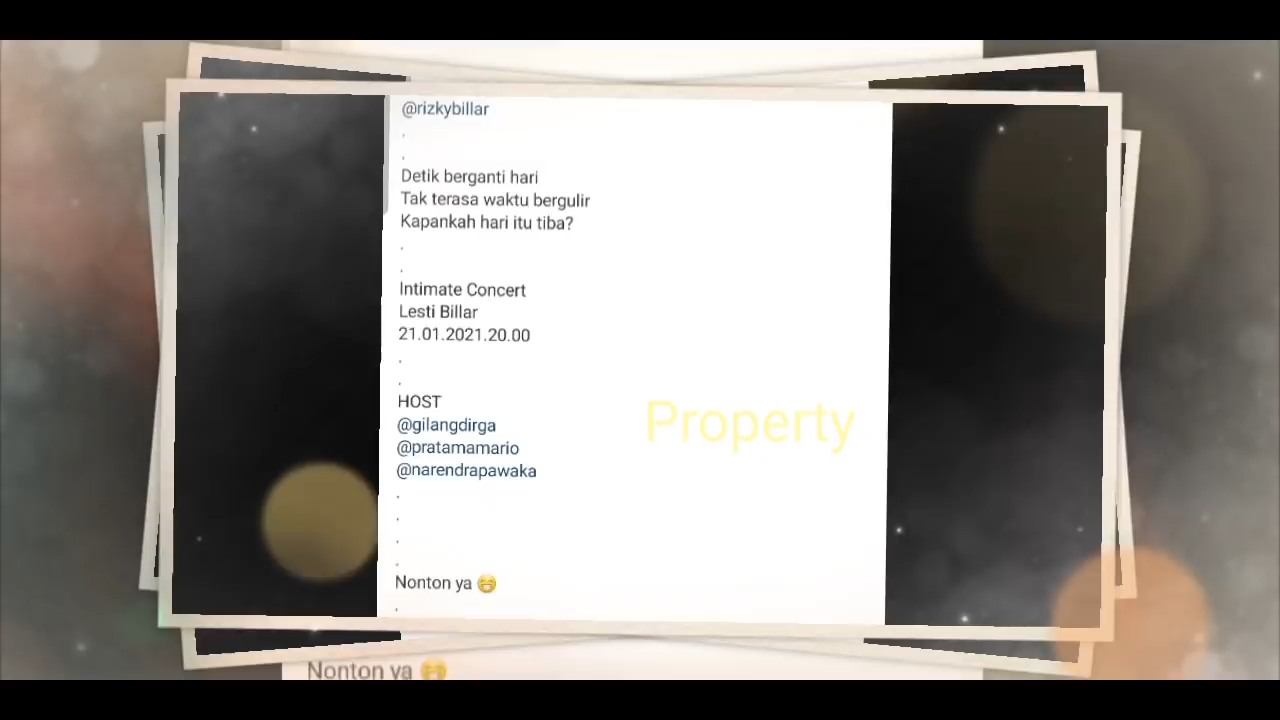 @rizkybillar
.
.
Detik berganti hari
Tak terasa waktu bergulir
Kapankah hari itu tiba?
.
.
Intimate Concert
Lesti Billar
21.01.2021.20.00
.
.
HOST
@gilangdirga
@pratamamario
@narendrapawaka
.
.
.
.
Nonton ya 😁
.
Property
Nonton ya 😁